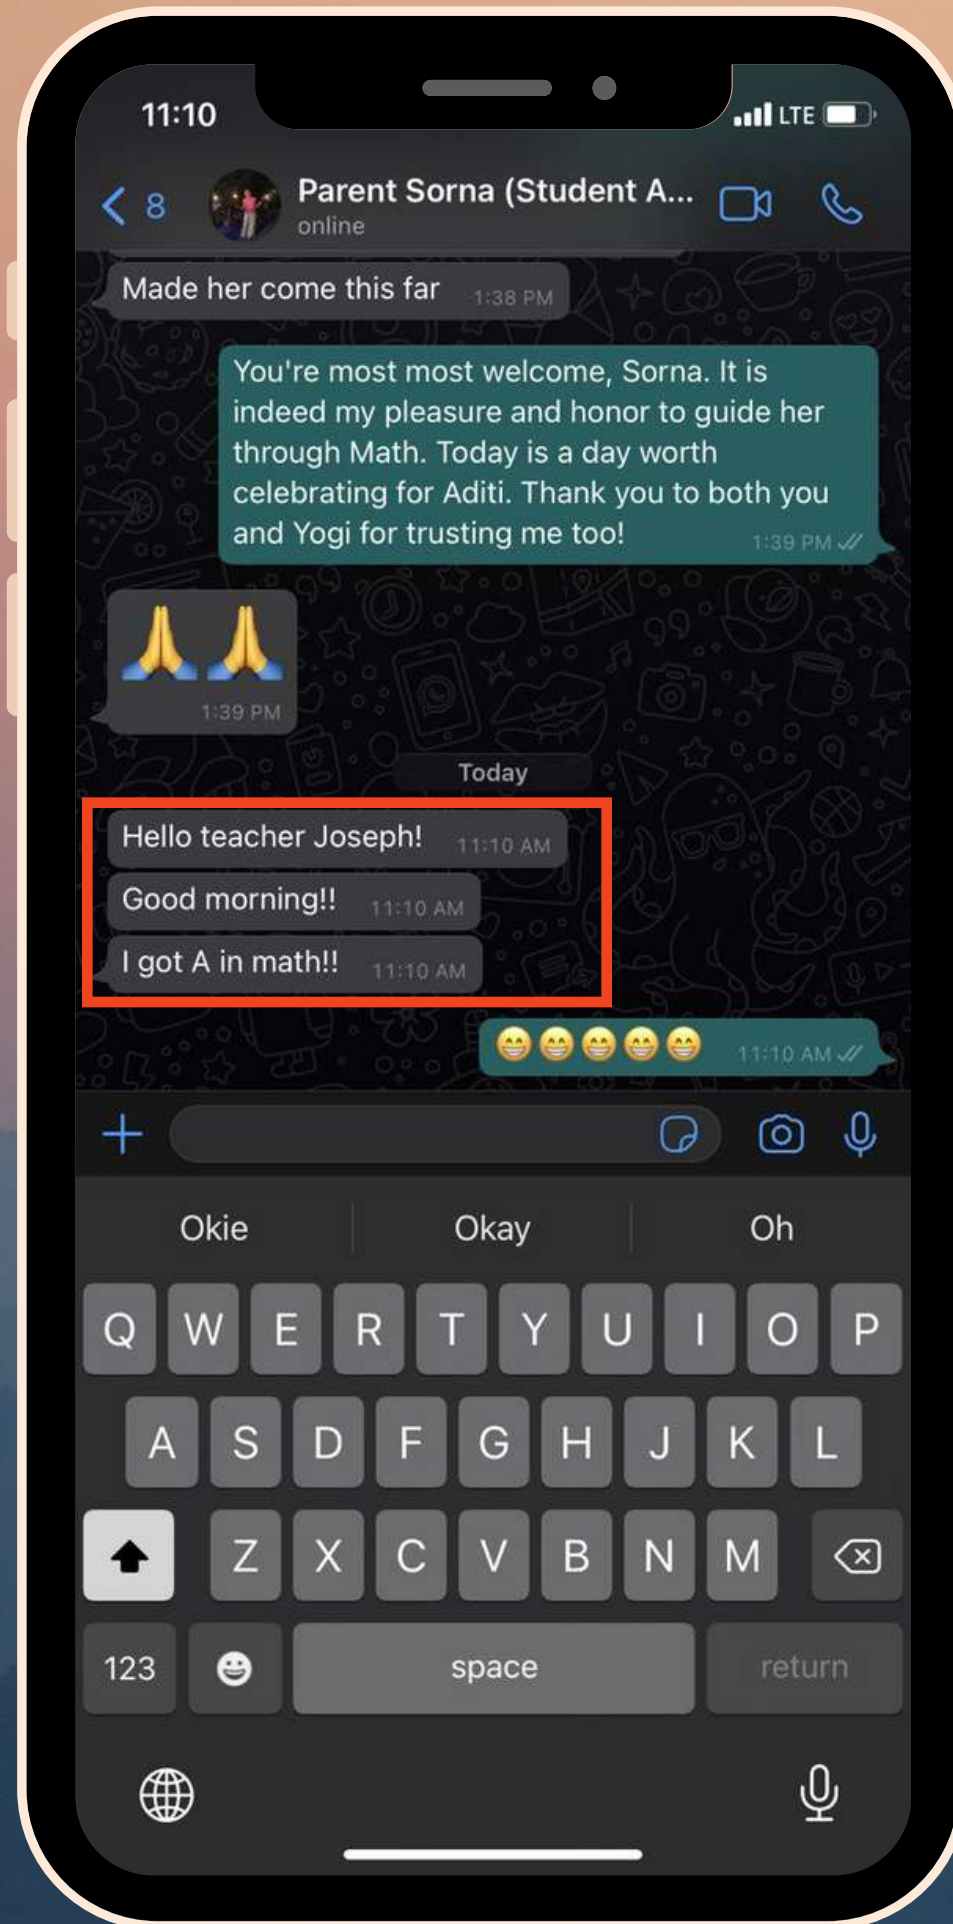 11:10
LTE
8
Parent Sorna (Student A...
online
Made her come this far 1:38 PM
You're most most welcome, Sorna. It is
indeed my pleasure and honor to guide her
through Math. Today is a day worth
celebrating for Aditi. Thank you to both you
and Yogi for trusting me too! 1:39 PM
🙏🙏
1:39 PM
Today
Hello teacher Joseph! 11:10 AM
Good morning!! 11:10 AM
I got A in math!! 11:10 AM
😁😁😁😁😁 11:10 AM
Okie Okay Oh
Q W E R T Y U I O P
A S D F G H J K L
Z X C V B N M
123 space return